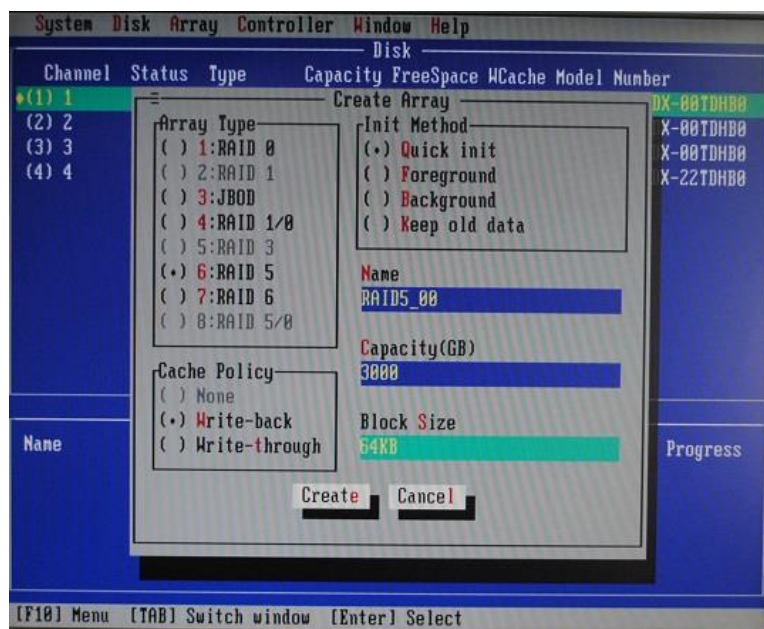 System Disk Array Controller Window Help
Disk
Channel Status Type Capacity FreeSpace WCache Model Number
(1) 1 DX-00TDHB0
(2) 2 X-00TDHB0
(3) 3 X-00TDHB0
(4) 4 X-22TDHB0
Create Array
Array Type
( ) 1:RAID 0
( ) 2:RAID 1
( ) 3:JBOD
( ) 4:RAID 1/0
( ) 5:RAID 3
(•) 6:RAID 5
( ) 7:RAID 6
( ) 8:RAID 5/0
Init Method
(•) Quick init
( ) Foreground
( ) Background
( ) Keep old data
Name
RAID5_00
Capacity(GB)
3000
Cache Policy
( ) None
(•) Write-back
( ) Write-through
Block Size
64KB
Create Cancel
Name Progress
[F10] Menu [TAB] Switch window [Enter] Select